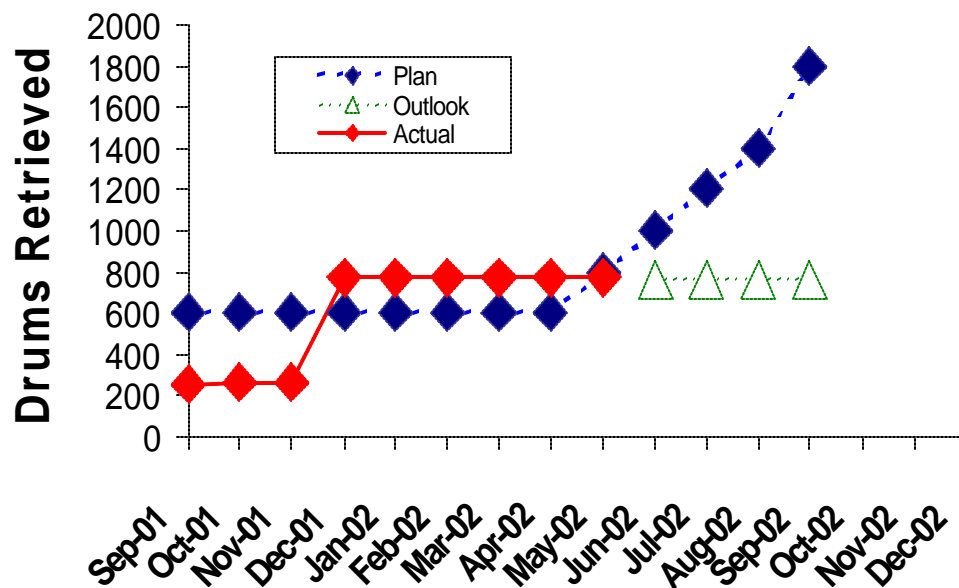 2000
1800
1600
1400
1200
1000
800
600
400
200
0
Drums Retrieved
Plan
Outlook
Actual
Sep-01
Oct-01
Nov-01
Dec-01
Jan-02
Feb-02
Mar-02
Apr-02
May-02
Jun-02
Jul-02
Aug-02
Sep-02
Oct-02
Nov-02
Dec-02